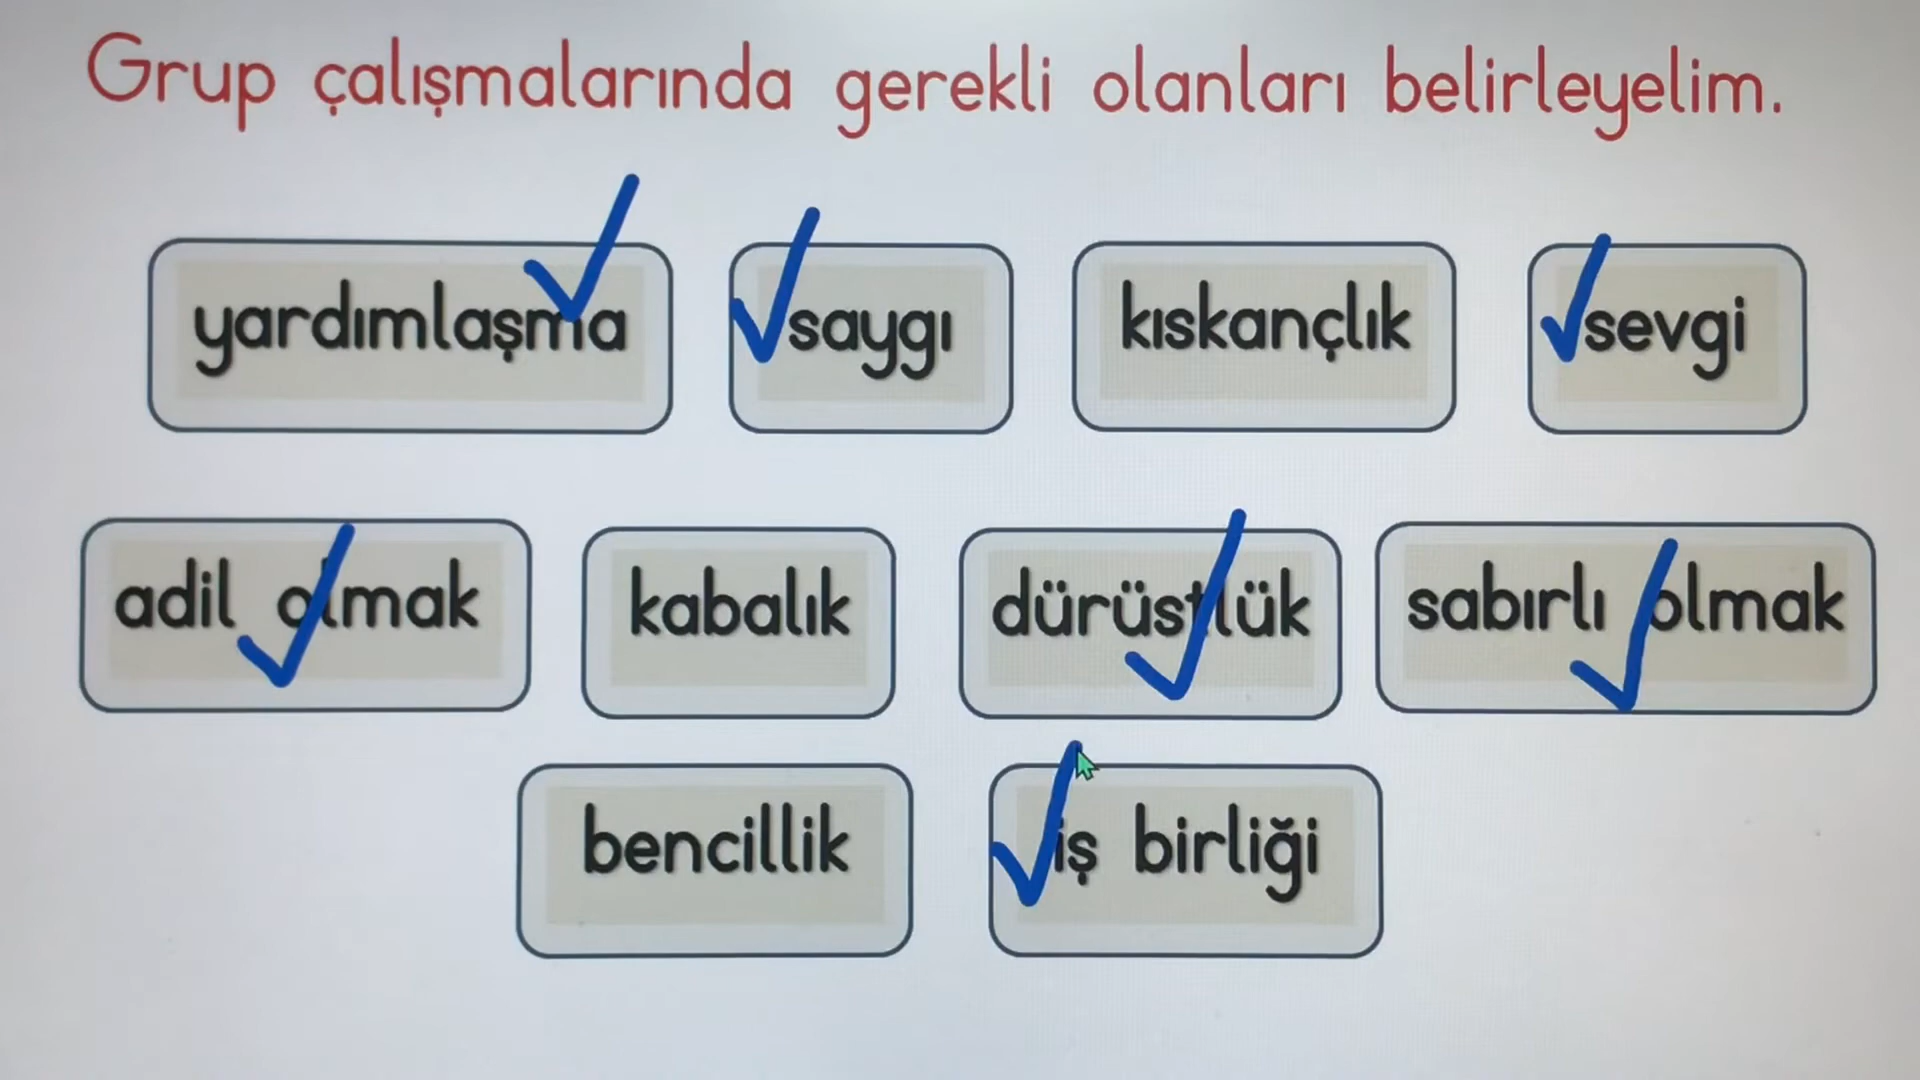 Grup çalışmalarında gerekli olanları belirleyelim.
yardımlaşma saygı kıskançlık sevgi
adil olmak kabalık dürüstlük sabırlı olmak
bencillik iş birliği